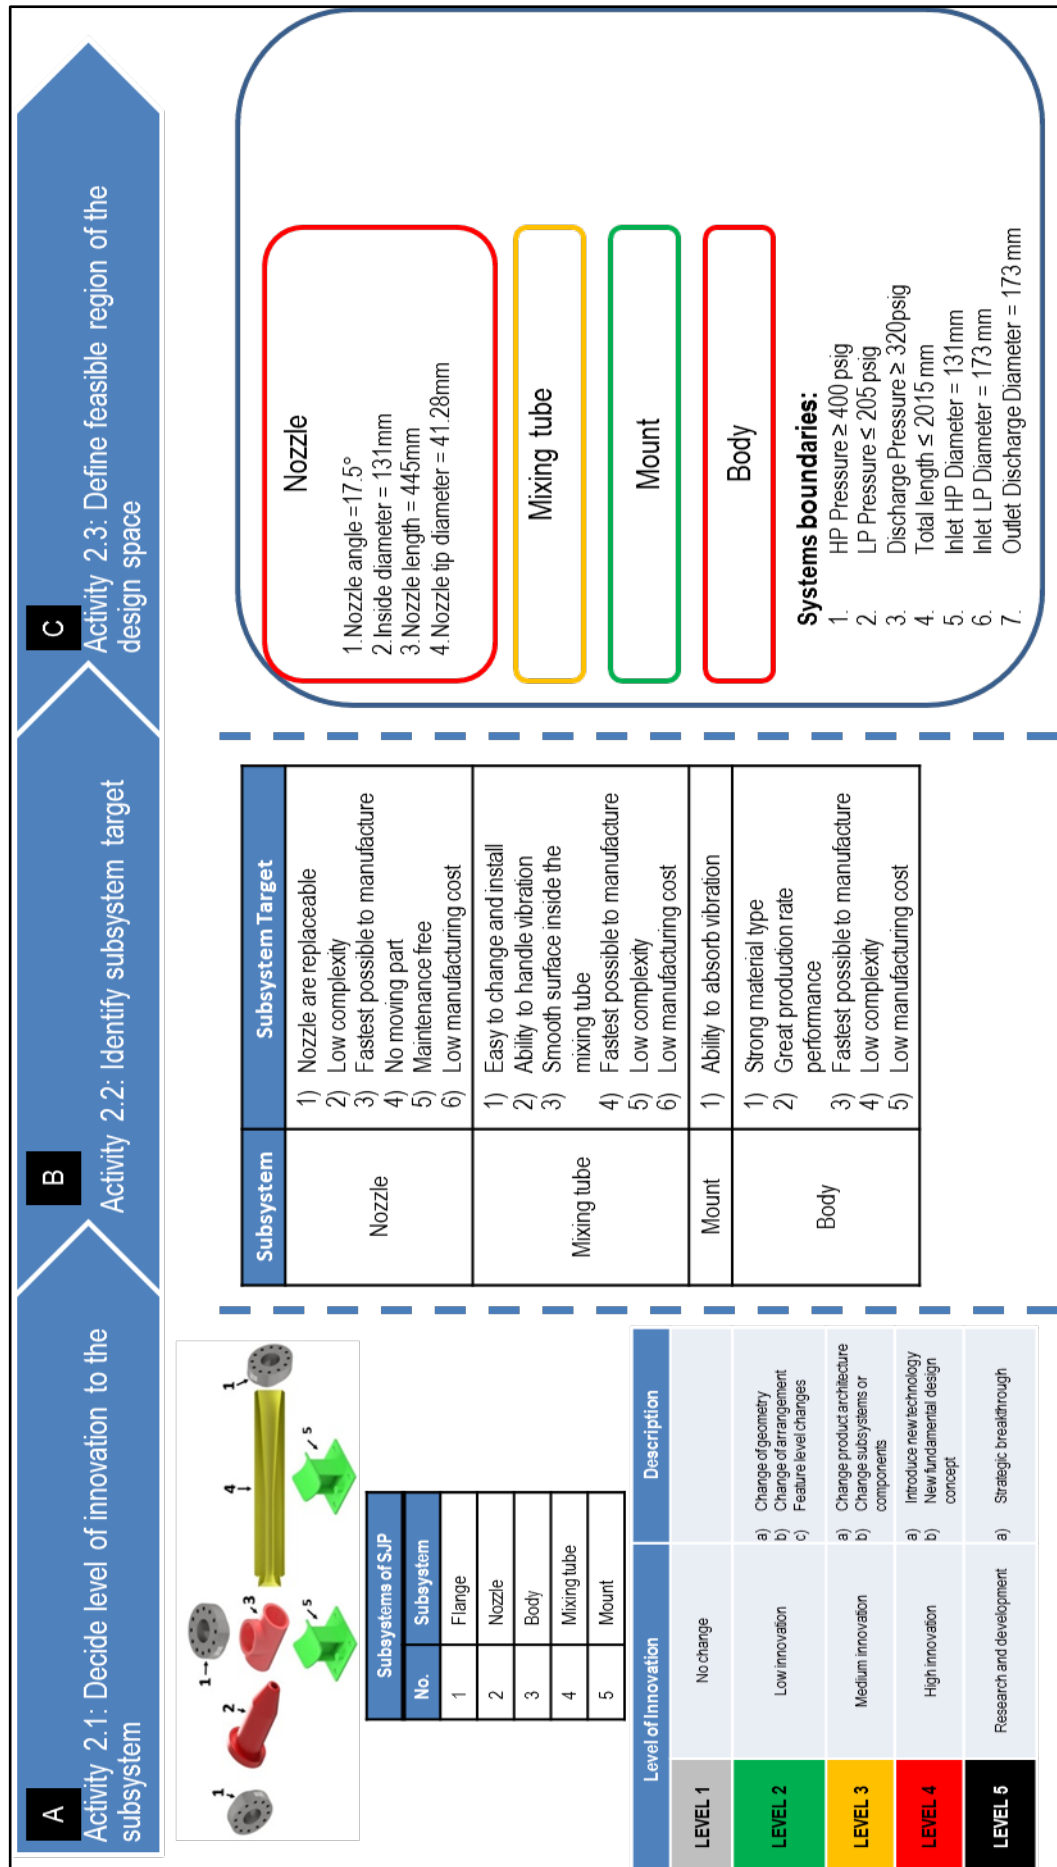 A
Activity 2.1: Decide level of innovation to the
subsystem
B
Activity 2.2: Identify subsystem target
C
Activity 2.3: Define feasible region of the
design space
1
2
1
3
5
4
1
5
Subsystems of SJP
No. Subsystem
1 Flange
2 Nozzle
3 Body
4 Mixing tube
5 Mount
Level of Innovation Description
LEVEL 1 No change
LEVEL 2 Low innovation
a) Change of geometry
b) Change of arrangement
c) Feature level changes
LEVEL 3 Medium innovation
a) Change product architecture
b) Change subsystems or
components
LEVEL 4 High innovation
a) Introduce new technology
b) New fundamental design
concept
LEVEL 5 Research and development
a) Strategic breakthrough
Subsystem Subsystem Target
Nozzle
1) Nozzle are replaceable
2) Low complexity
3) Fastest possible to manufacture
4) No moving part
5) Maintenance free
6) Low manufacturing cost
Mixing tube
1) Easy to change and install
2) Ability to handle vibration
3) Smooth surface inside the
mixing tube
4) Fastest possible to manufacture
5) Low complexity
6) Low manufacturing cost
Mount
1) Ability to absorb vibration
Body
1) Strong material type
2) Great production rate
performance
3) Fastest possible to manufacture
4) Low complexity
5) Low manufacturing cost
Nozzle
1.Nozzle angle =17.5°
2.Inside diameter = 131mm
3.Nozzle length = 445mm
4.Nozzle tip diameter = 41.28mm
Mixing tube
Mount
Body
Systems boundaries:
1. HP Pressure ≥ 400 psig
2. LP Pressure ≤ 205 psig
3. Discharge Pressure ≥ 320psig
4. Total length ≤ 2015 mm
5. Inlet HP Diameter = 131mm
6. Inlet LP Diameter = 173 mm
7. Outlet Discharge Diameter = 173 mm